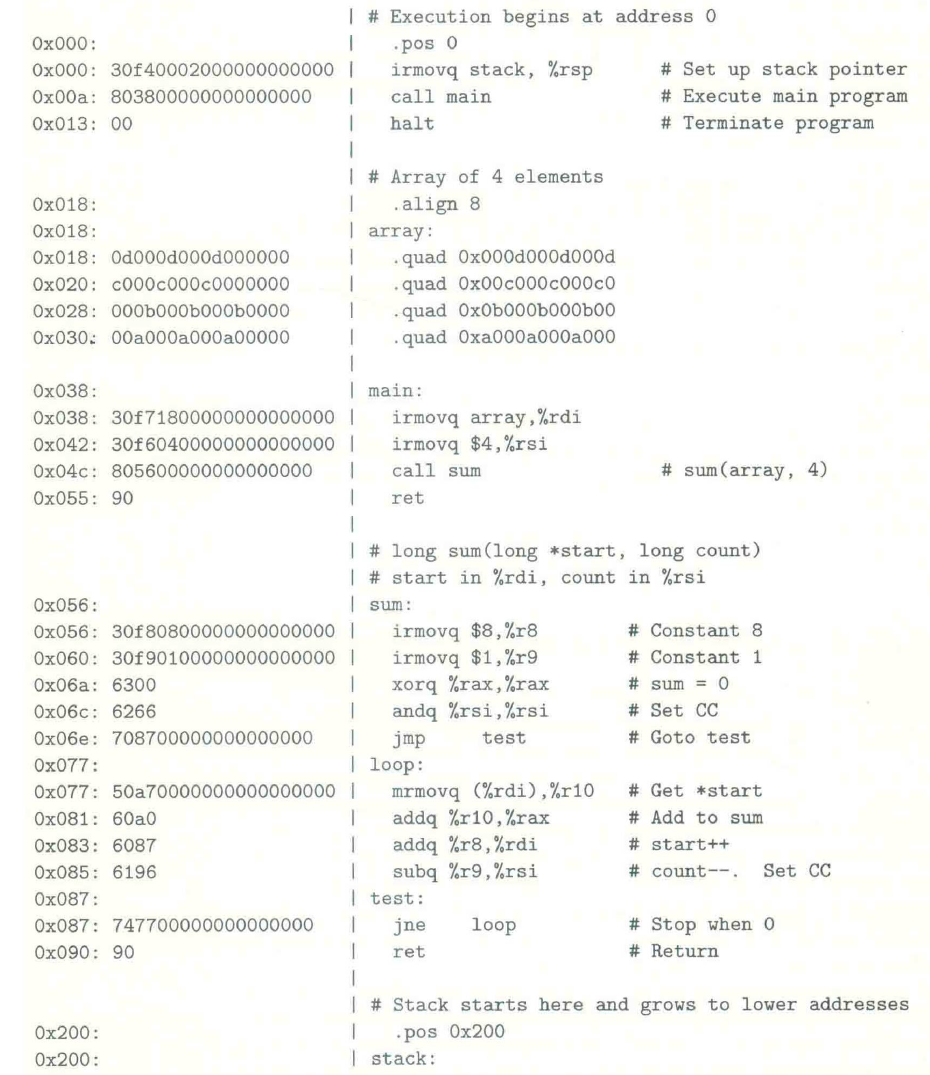 | # Execution begins at address 0
0x000: | .pos 0
0x000: 30f40002000000000000 | irmovq stack, %rsp # Set up stack pointer
0x00a: 803800000000000000 | call main # Execute main program
0x013: 00 | halt # Terminate program
|
| # Array of 4 elements
0x018: | .align 8
0x018: | array:
0x018: 0d000d000d000000 | .quad 0x000d000d000d
0x020: c000c000c0000000 | .quad 0x00c000c000c0
0x028: 000b000b000b0000 | .quad 0x0b000b000b00
0x030: 00a000a000a00000 | .quad 0xa000a000a000
|
0x038: | main:
0x038: 30f71800000000000000 | irmovq array,%rdi
0x042: 30f60400000000000000 | irmovq $4,%rsi
0x04c: 805600000000000000 | call sum # sum(array, 4)
0x055: 90 | ret
|
| # long sum(long *start, long count)
| # start in %rdi, count in %rsi
0x056: | sum:
0x056: 30f80800000000000000 | irmovq $8,%r8 # Constant 8
0x060: 30f90100000000000000 | irmovq $1,%r9 # Constant 1
0x06a: 6300 | xorq %rax,%rax # sum = 0
0x06c: 6266 | andq %rsi,%rsi # Set CC
0x06e: 708700000000000000 | jmp test # Goto test
0x077: | loop:
0x077: 50a70000000000000000 | mrmovq (%rdi),%r10 # Get *start
0x081: 60a0 | addq %r10,%rax # Add to sum
0x083: 6087 | addq %r8,%rdi # start++
0x085: 6196 | subq %r9,%rsi # count--. Set CC
0x087: | test:
0x087: 747700000000000000 | jne loop # Stop when 0
0x090: 90 | ret # Return
|
| # Stack starts here and grows to lower addresses
0x200: | .pos 0x200
0x200: | stack: